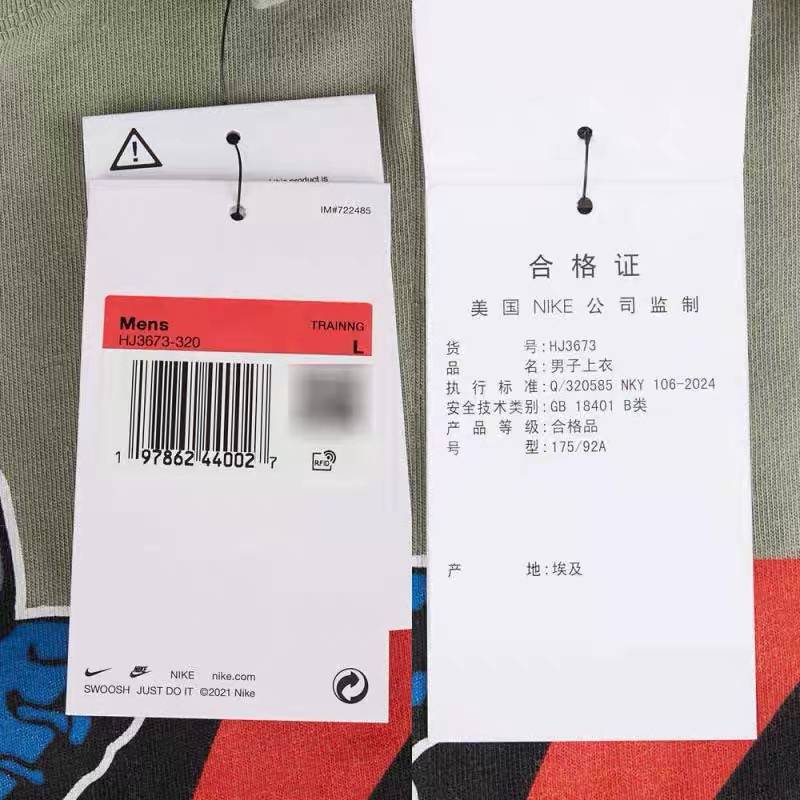 this product is
IM#722485
Mens
TRAINNG
HJ3673-320
L
1 97862 44002 7
RFID
NIKE nike.com
SWOOSH JUST DO IT ©2021 Nike
合格证
美国 NIKE 公司监制
货号:HJ3673
品名:男子上衣
执行标准:Q/320585 NKY 106-2024
安全技术类别:GB 18401 B类
产品等级:合格品
号型:175/92A
产地:埃及